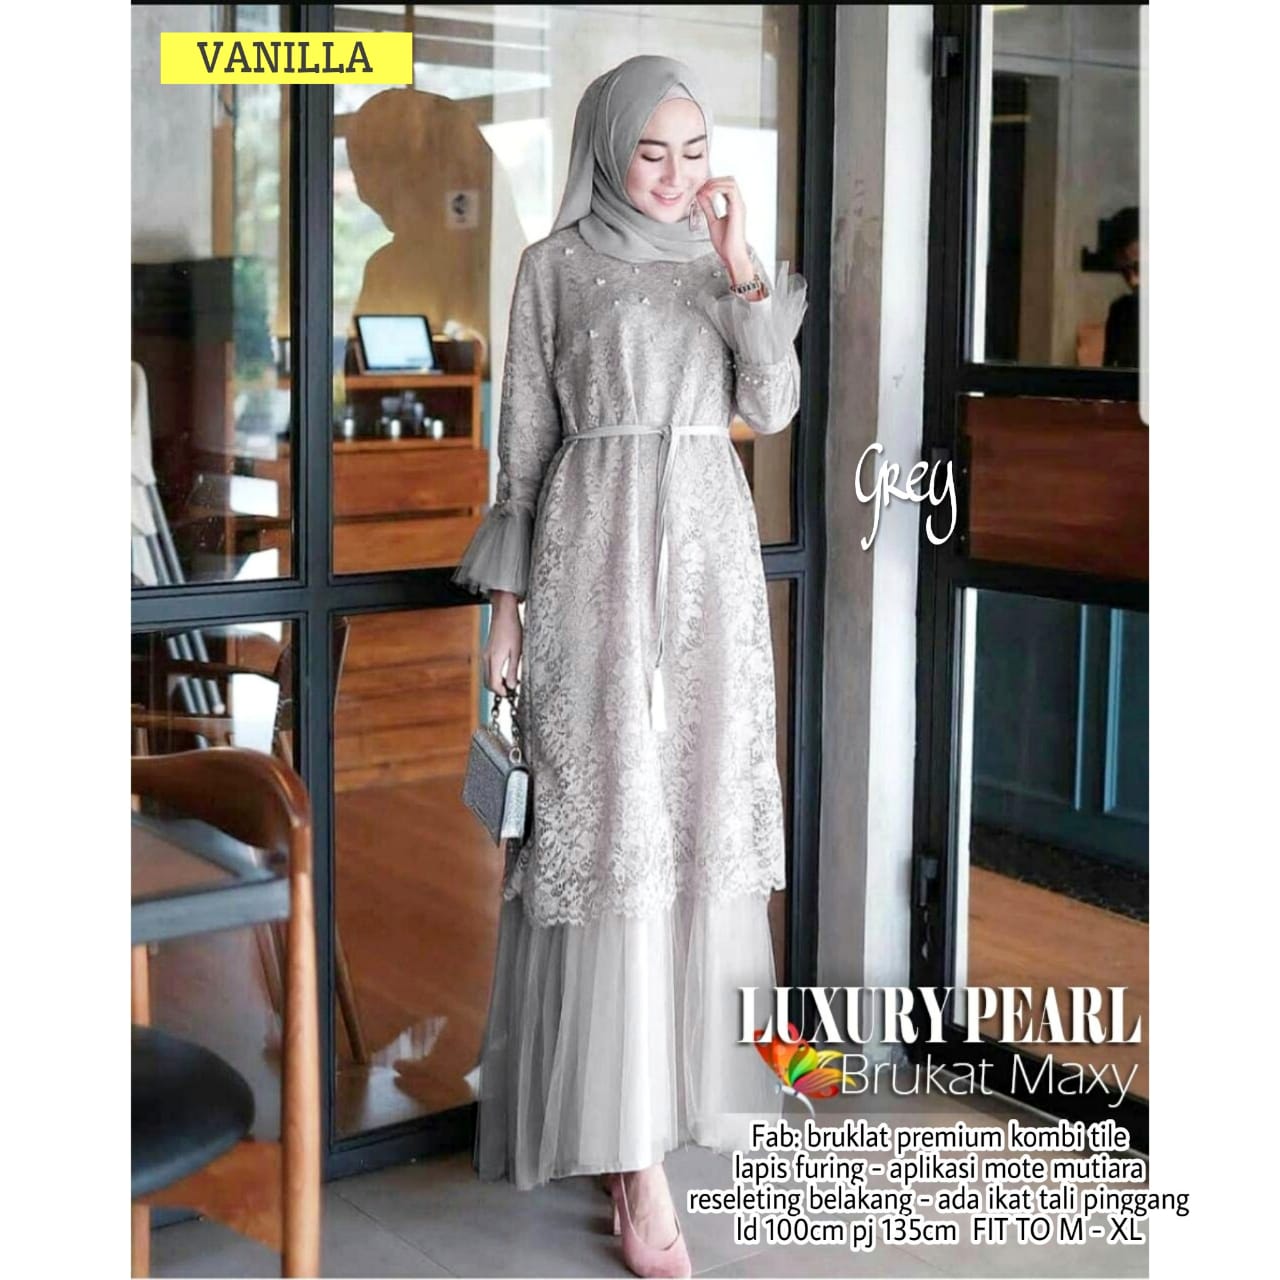 VANILLA
Grey
LUXURY PEARL
Brukat Maxy
Fab: bruklat premium kombi tile
lapis furing - aplikasi mote mutiara
reseleting belakang - ada ikat tali pinggang
ld 100cm pj 135cm FIT TO M - XL